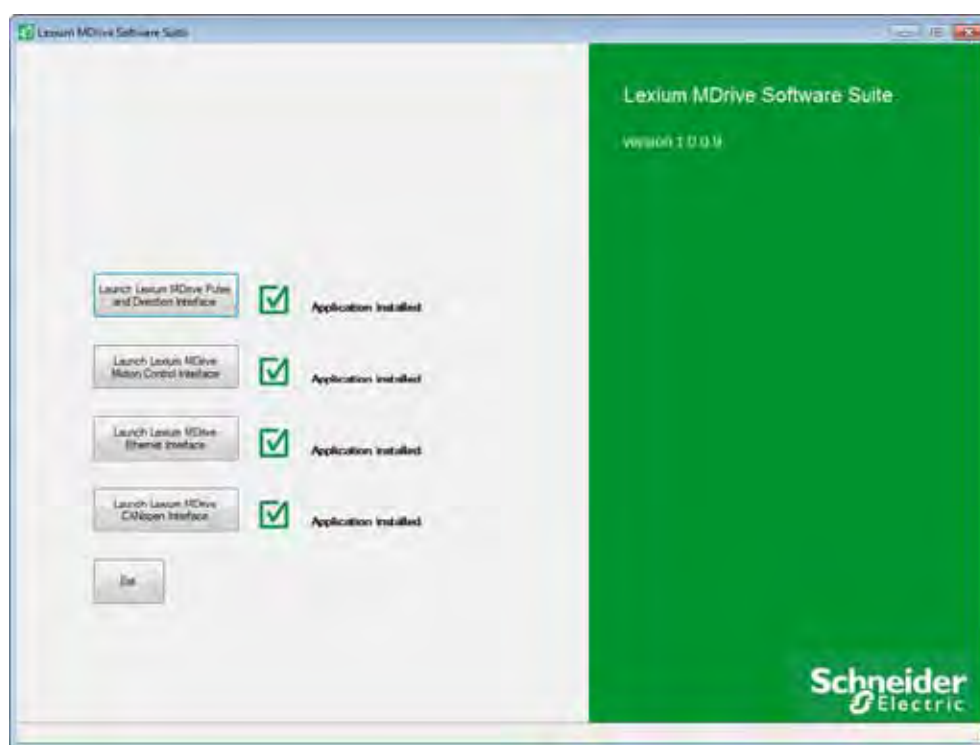 Lexium MDrive Software Suite
Lexium MDrive Software Suite
version 1.0.0.9
Launch Lexium MDrive Pulse
and Direction Interface
Application installed
Launch Lexium MDrive
Motion Control Interface
Application installed
Launch Lexium MDrive
Ethernet Interface
Application installed
Launch Lexium MDrive
CANopen Interface
Application installed
Exit
Schneider
Electric